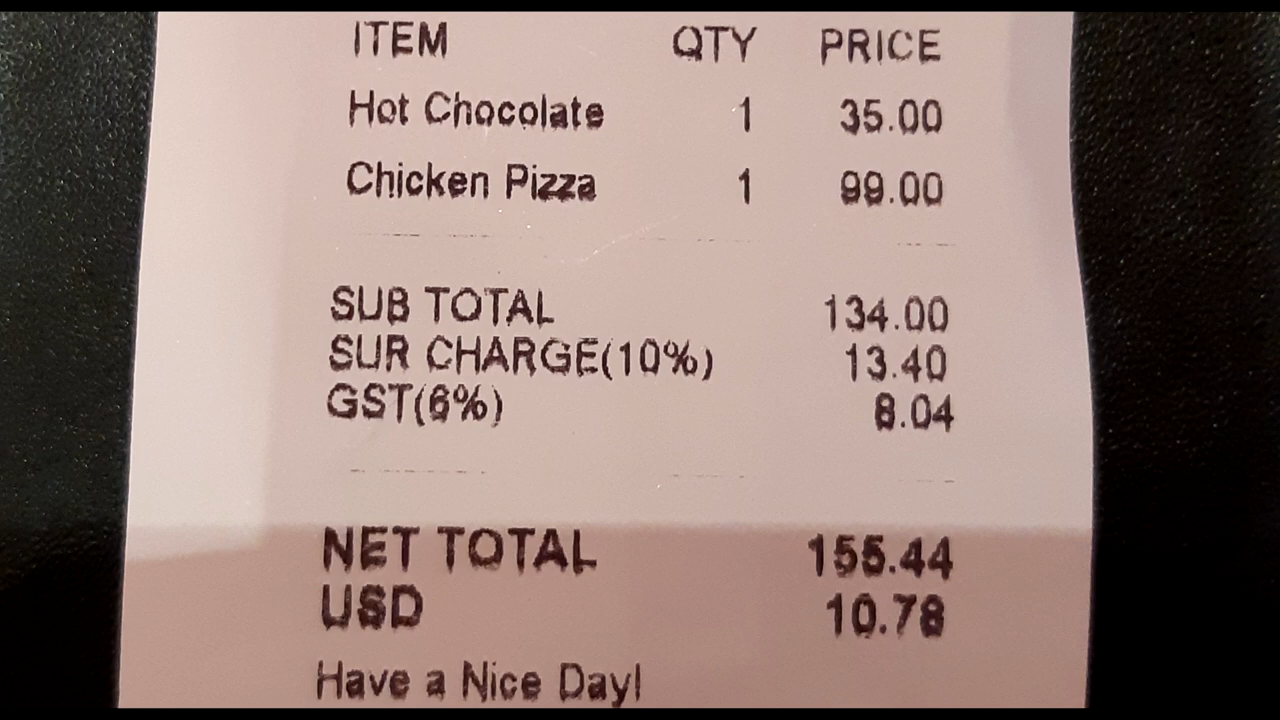 ITEM QTY PRICE
Hot Chocolate 1 35.00
Chicken Pizza 1 99.00
SUB TOTAL 134.00
SUR CHARGE(10%) 13.40
GST(6%) 8.04
NET TOTAL 155.44
USD 10.78
Have a Nice Day!